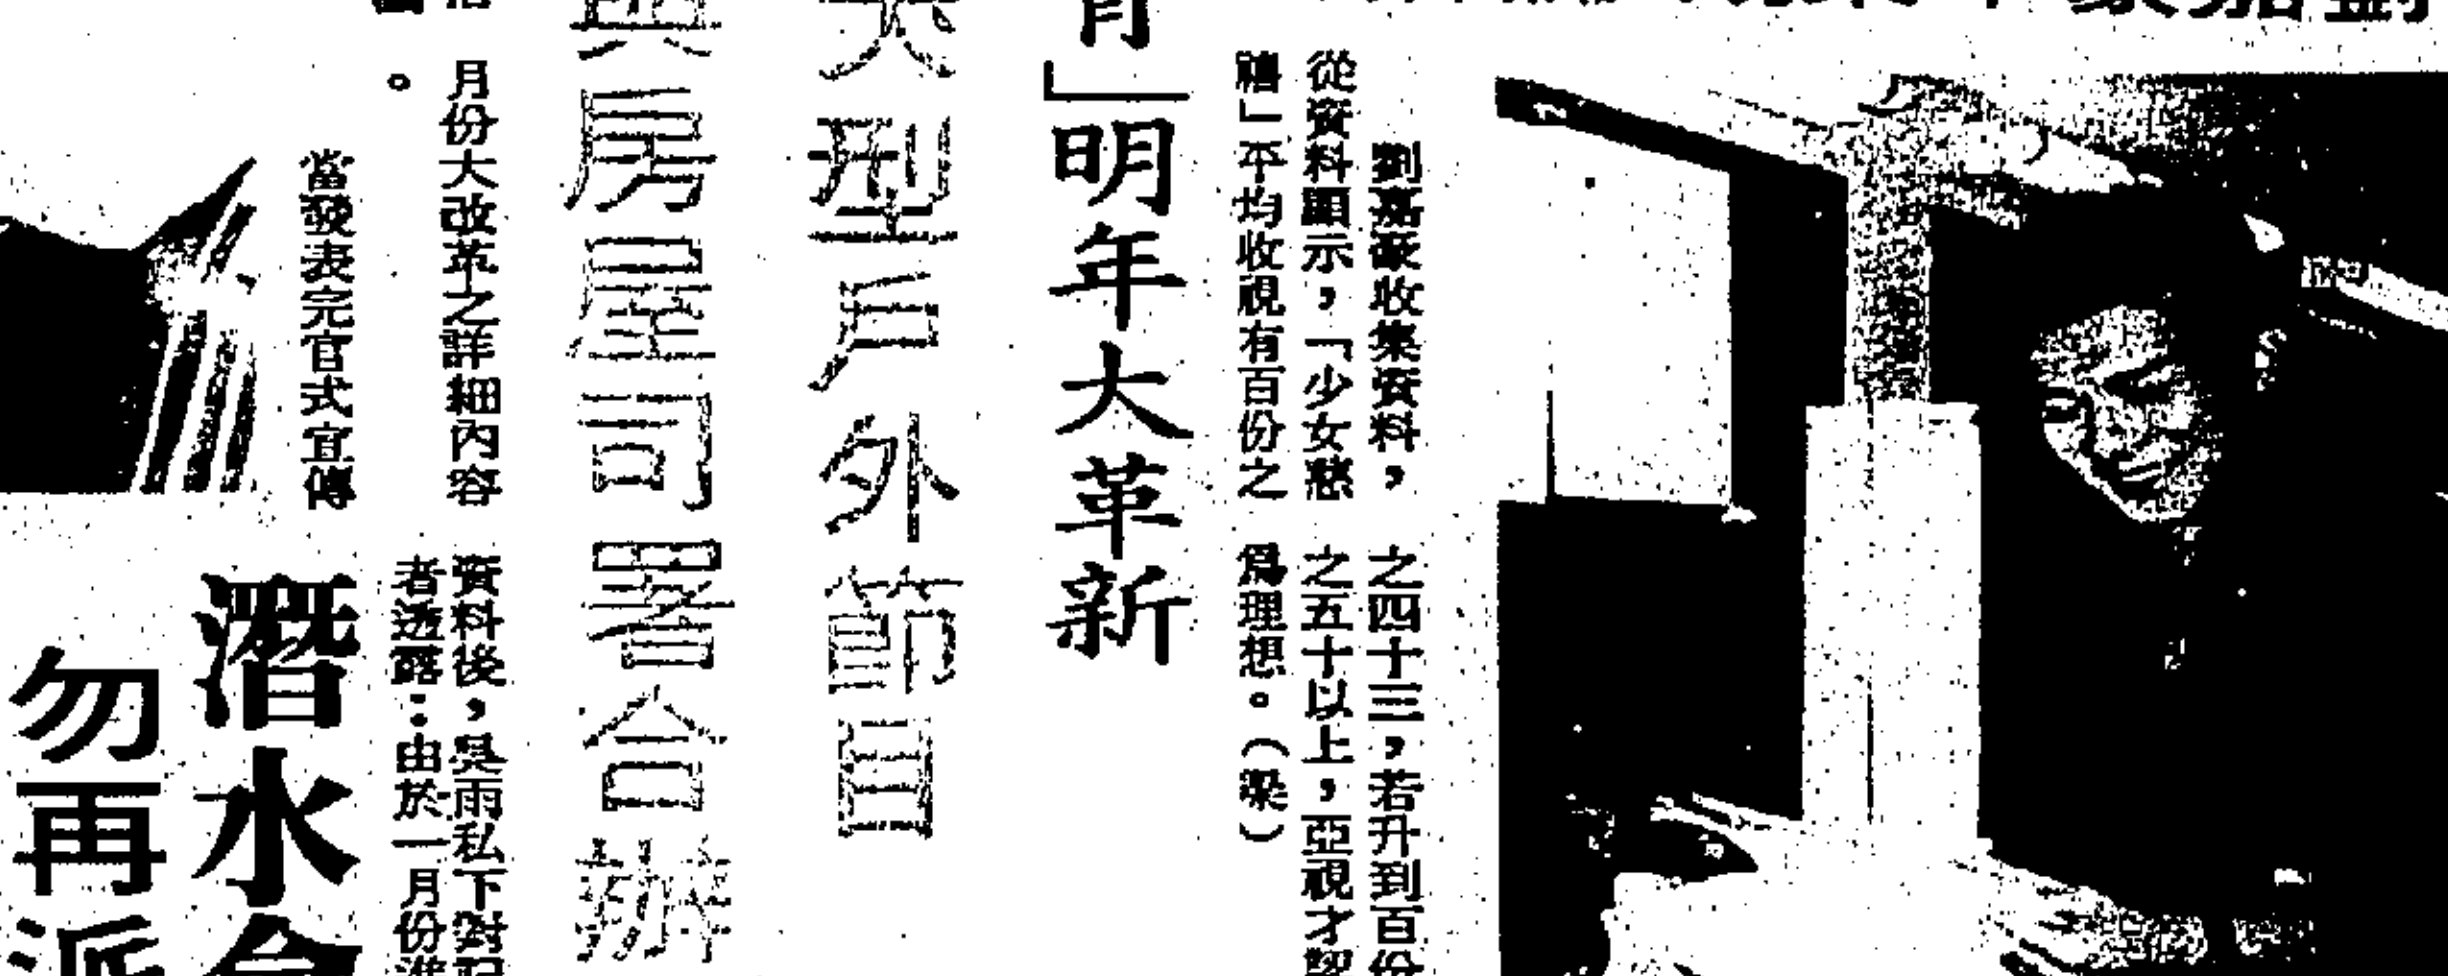 劉嘉豪收集資料，
從資料顯示，「少女慈
禧」平均收視有百份之
之四十三，若升到百份
之五十以上，亞視才認
爲理想。（梁）
」明年大革新
大型戶外節目
與房屋司署合辦
月份大改革之詳細內容
。
當發表完官式宣傳
資料後，吳雨私下對記
者透露：由於一月份
潛水
勿再派